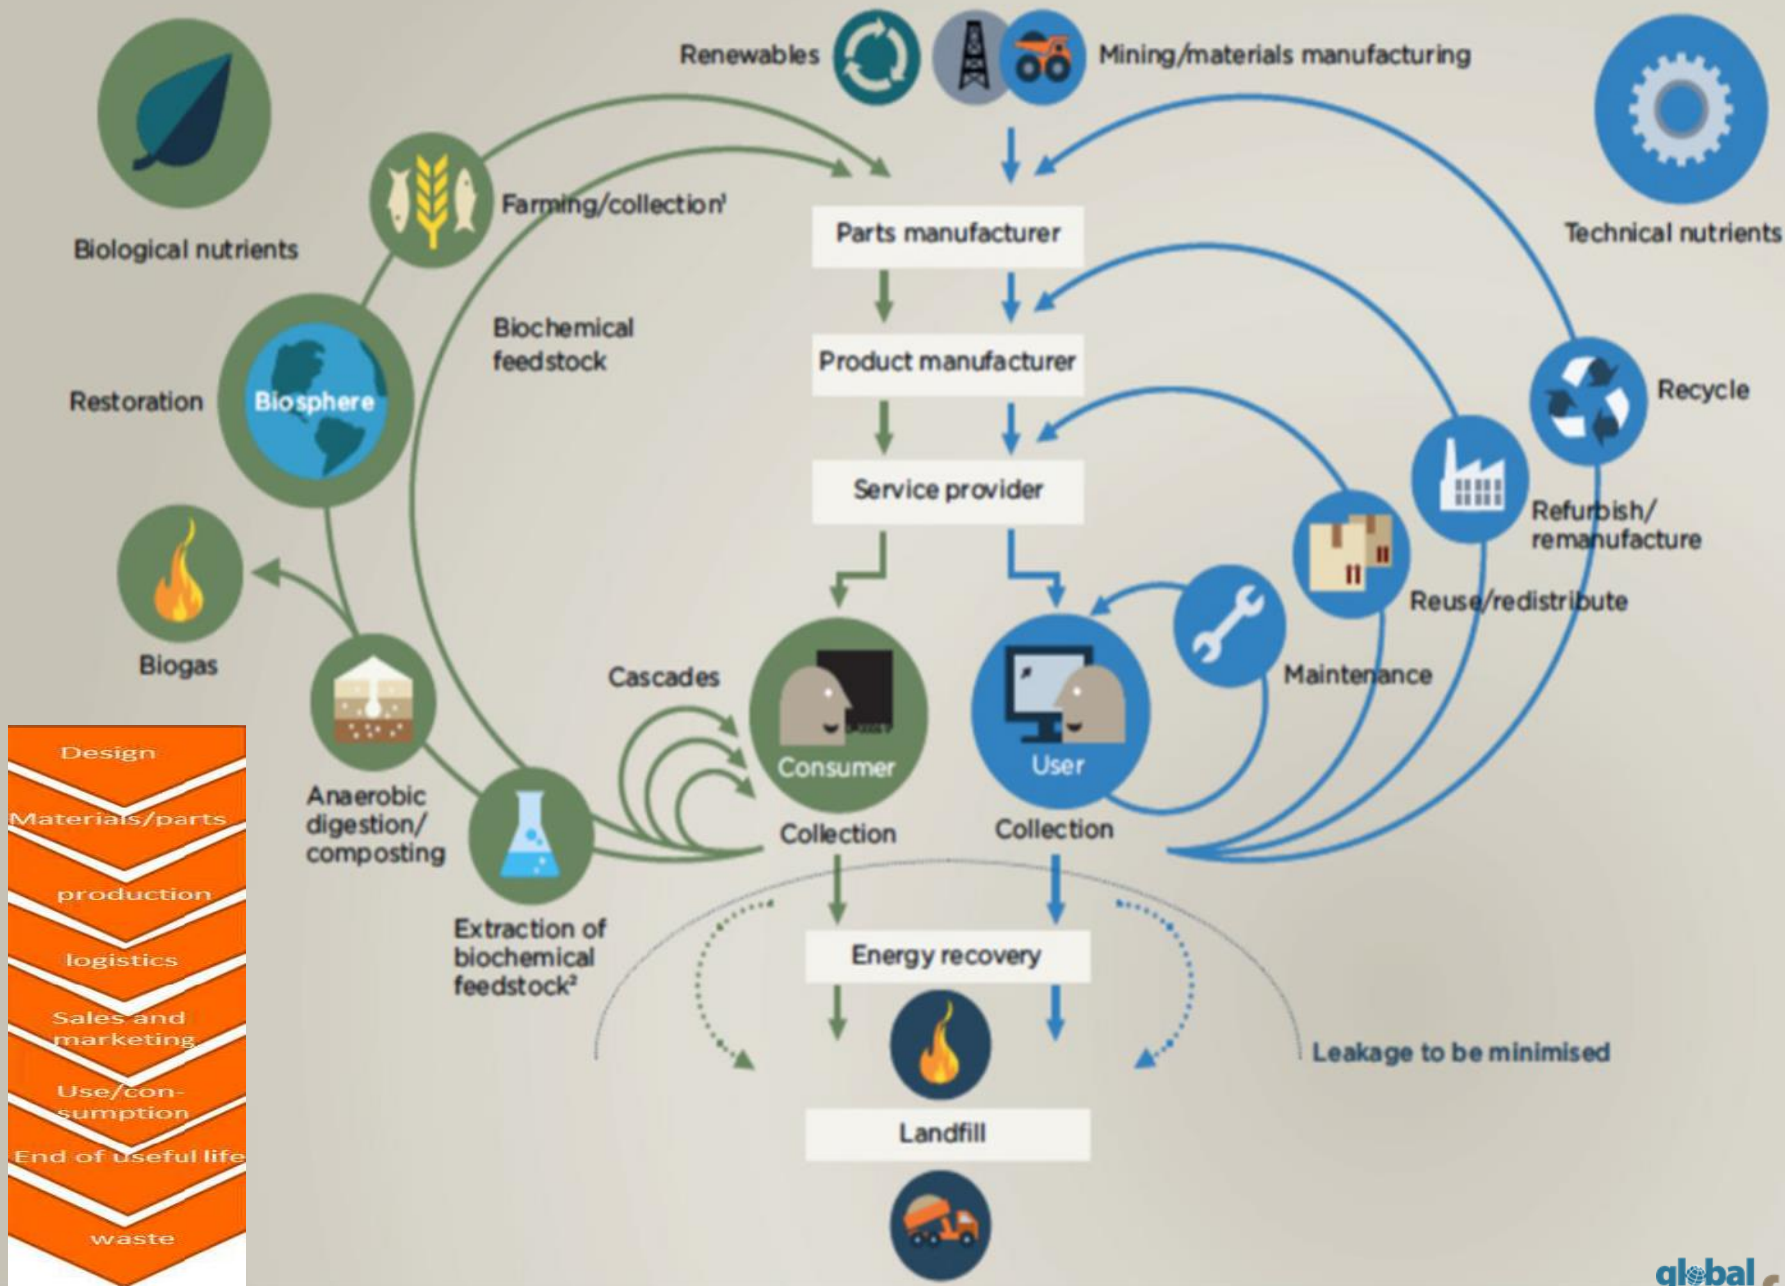 Renewables
Mining/materials manufacturing
Biological nutrients
Technical nutrients
Farming/collection¹
Parts manufacturer
Biochemical
feedstock
Product manufacturer
Restoration
Biosphere
Recycle
Service provider
Refurbish/
remanufacture
Reuse/redistribute
Biogas
Cascades
Maintenance
Consumer
User
Collection
Collection
Anaerobic
digestion/
composting
Extraction of
biochemical
feedstock²
Energy recovery
Leakage to be minimised
Landfill
Design
Materials/parts
production
logistics
Sales and
marketing
Use/con-
sumption
End of useful life
waste
global